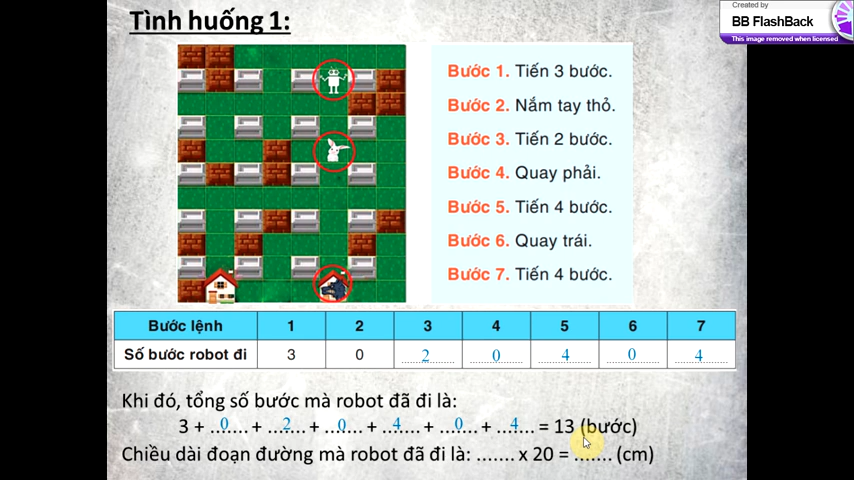 Tình huống 1:
Created by
BB FlashBack
This image removed when licensed
Bước 1. Tiến 3 bước.
Bước 2. Nắm tay thỏ.
Bước 3. Tiến 2 bước.
Bước 4. Quay phải.
Bước 5. Tiến 4 bước.
Bước 6. Quay trái.
Bước 7. Tiến 4 bước.
Bước lệnh 1 2 3 4 5 6 7
Số bước robot đi 3 0 2 0 4 0 4
Khi đó, tổng số bước mà robot đã đi là:
3 + ...0... + ...2... + ...0... + ...4... + ...0... + ...4... = 13 (bước)
Chiều dài đoạn đường mà robot đã đi là: ....... x 20 = ....... (cm)